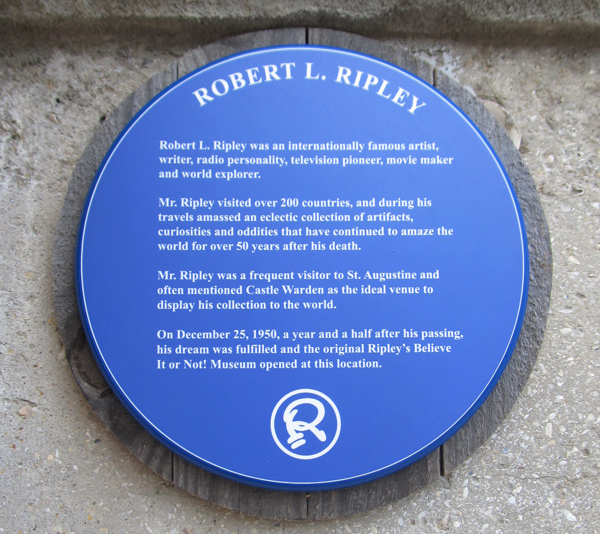 ROBERT L. RIPLEY
Robert L. Ripley was an internationally famous artist,
writer, radio personality, television pioneer, movie maker
and world explorer.
Mr. Ripley visited over 200 countries, and during his
travels amassed an eclectic collection of artifacts,
curiosities and oddities that have continued to amaze the
world for over 50 years after his death.
Mr. Ripley was a frequent visitor to St. Augustine and
often mentioned Castle Warden as the ideal venue to
display his collection to the world.
On December 25, 1950, a year and a half after his passing,
his dream was fulfilled and the original Ripley's Believe
It or Not! Museum opened at this location.
R